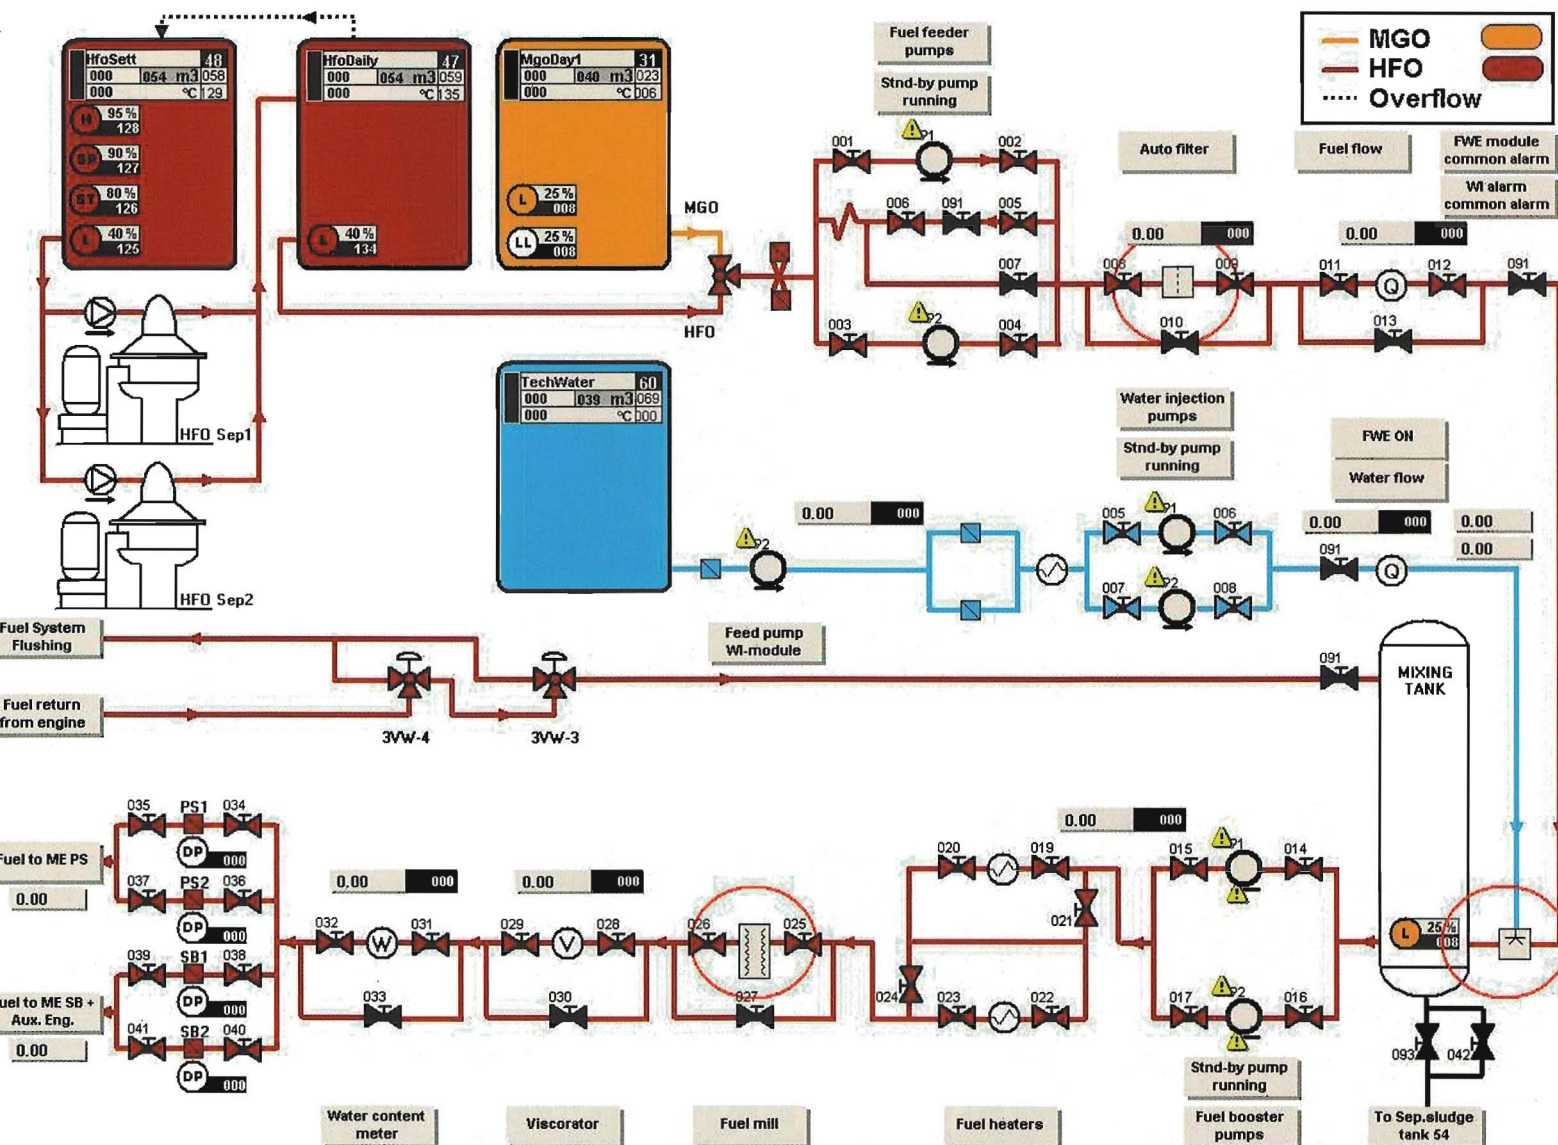 MGO
HFO
Overflow
HfoSett 48
000 054 m3 058
000 °C 129
H 95 % 128
SP 90 % 127
ST 80 % 126
L 40 % 125
HfoDaily 47
000 054 m3 059
000 °C 135
L 40 % 134
MgoDay1 31
000 040 m3 023
000 °C 006
L 25 % 008
LL 25 % 008
MGO
HFO
Fuel feeder
pumps
Stnd-by pump
running
001
P1
002
006
091
005
007
003
P2
004
Auto filter
0.00 000
008
009
010
Fuel flow
0.00 000
011
Q
012
091
013
FWE module
common alarm
WI alarm
common alarm
HFO Sep1
HFO Sep2
TechWater 60
000 039 m3 069
000 °C 000
P2
0.00 000
Water injection
pumps
Stnd-by pump
running
005
P1
006
007
P2
008
FWE ON
Water flow
0.00 000
0.00
0.00
091
Q
Fuel System
Flushing
Fuel return
from engine
3VW-4
3VW-3
Feed pump
WI-module
091
MIXING
TANK
L 25 % 008
093
042
To Sep.sludge
tank 54
035
PS1
034
DP 000
Fuel to ME PS
0.00
037
PS2
036
DP 000
039
SB1
038
DP 000
Fuel to ME SB +
Aux. Eng.
0.00
041
SB2
040
DP 000
0.00 000
032
W
031
033
Water content
meter
0.00 000
029
V
028
030
Viscorator
026
025
027
Fuel mill
020
019
021
024
023
022
Fuel heaters
0.00 000
015
P1
014
017
P2
016
Stnd-by pump
running
Fuel booster
pumps